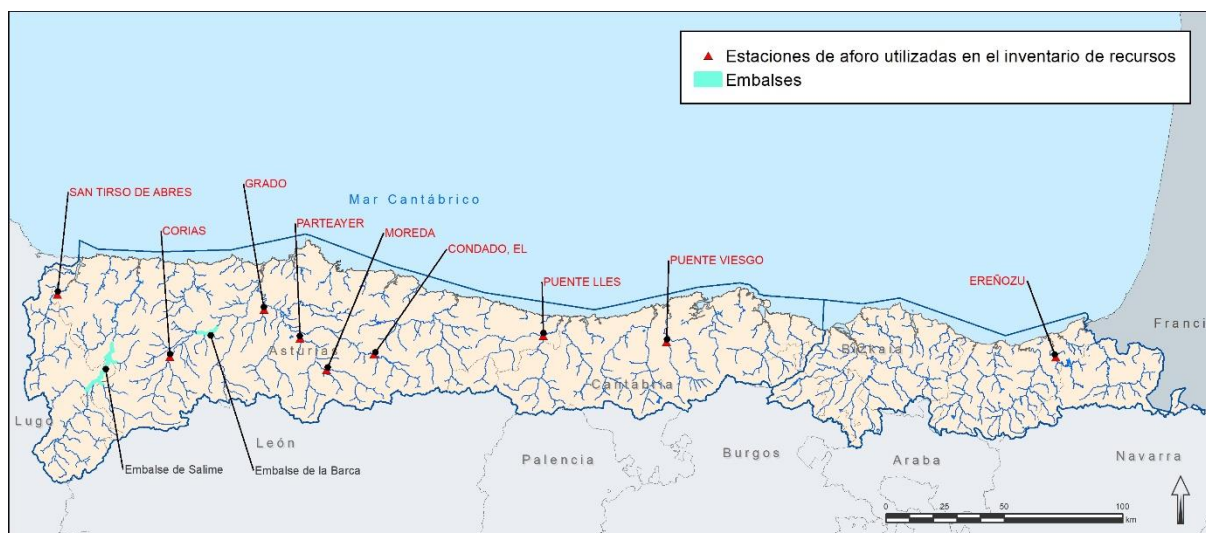 Estaciones de aforo utilizadas en el inventario de recursos
Embalses
SAN TIRSO DE ABRES
GRADO
CORIAS
PARTEAYER
Mar Cantábrico
MOREDA
CONDADO, EL
PUENTE LLES
PUENTE VIESGO
EREÑOZU
Franci
Asturias
Bizkaia
Cantabria
Lugo
León
Embalse de Salime
Embalse de la Barca
Palencia
Burgos
Araba
Navarra
0 25 50 100
km